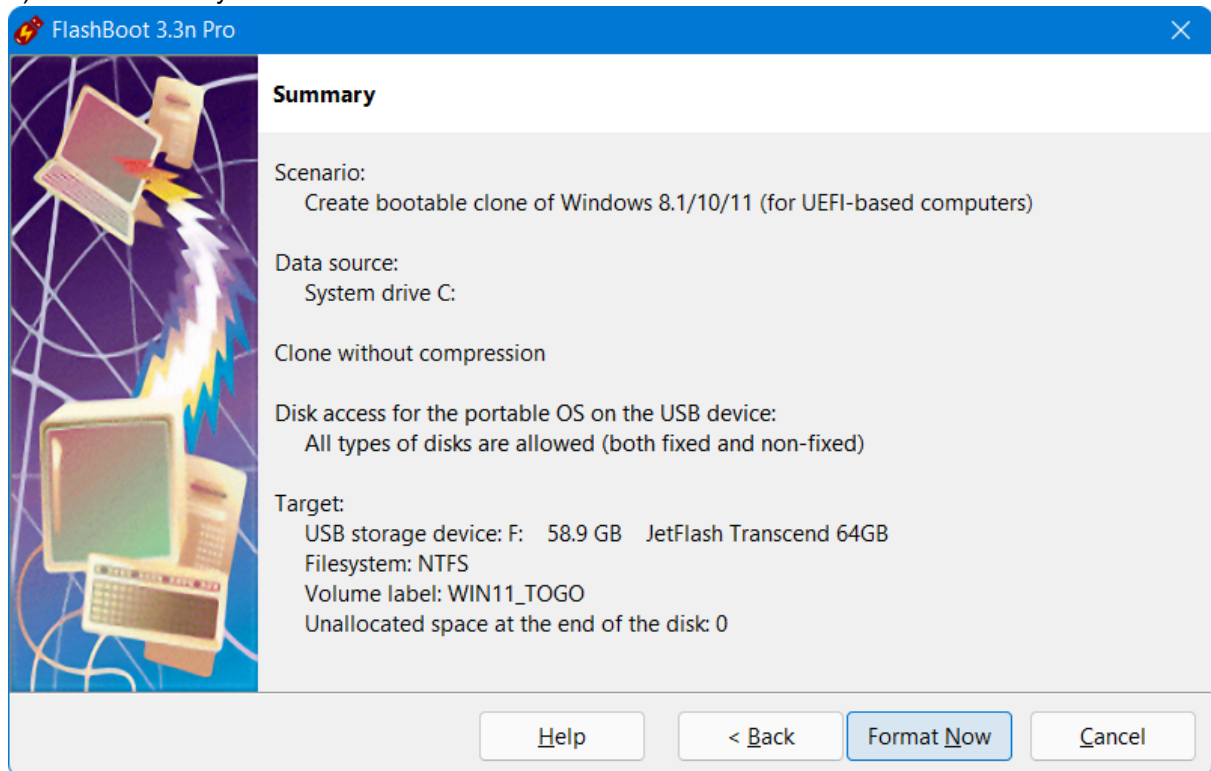 FlashBoot 3.3n Pro
Summary
Scenario:
Create bootable clone of Windows 8.1/10/11 (for UEFI-based computers)
Data source:
System drive C:
Clone without compression
Disk access for the portable OS on the USB device:
All types of disks are allowed (both fixed and non-fixed)
Target:
USB storage device: F: 58.9 GB JetFlash Transcend 64GB
Filesystem: NTFS
Volume label: WIN11_TOGO
Unallocated space at the end of the disk: 0
Help < Back Format Now Cancel